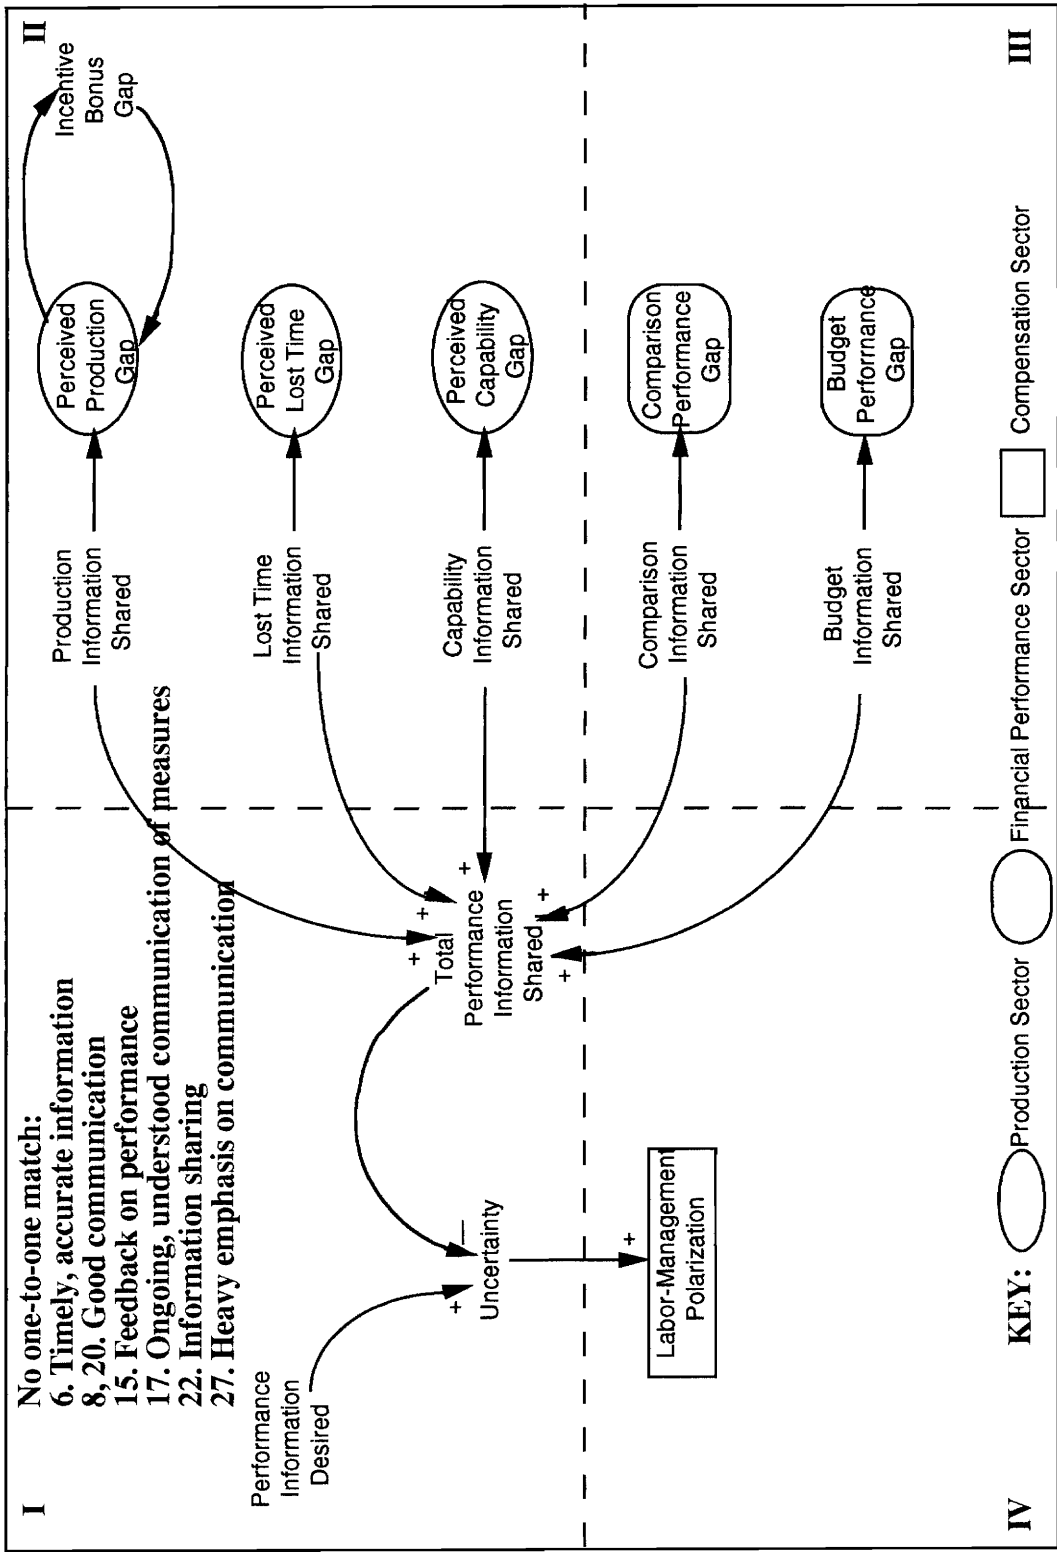 I
No one-to-one match:
6. Timely, accurate information
8, 20. Good communication
15. Feedback on performance
17. Ongoing, understood communication of measures
22. Information sharing
27. Heavy emphasis on communication
II
Incentive
Bonus
Gap
Production
Information
Shared
Perceived
Production
Gap
Lost Time
Information
Shared
Perceived
Lost Time
Gap
Performance
Information
Desired
+
Uncertainty
—
+
+
Total
Performance
Information
Shared
+
+
+
Capability
Information
Shared
Perceived
Capability
Gap
+
Labor-Management
Polarization
Comparison
Information
Shared
Comparison
Performance
Gap
Budget
Information
Shared
Budget
Performance
Gap
IV
KEY:
Production Sector
Financial Performance Sector
Compensation Sector
III